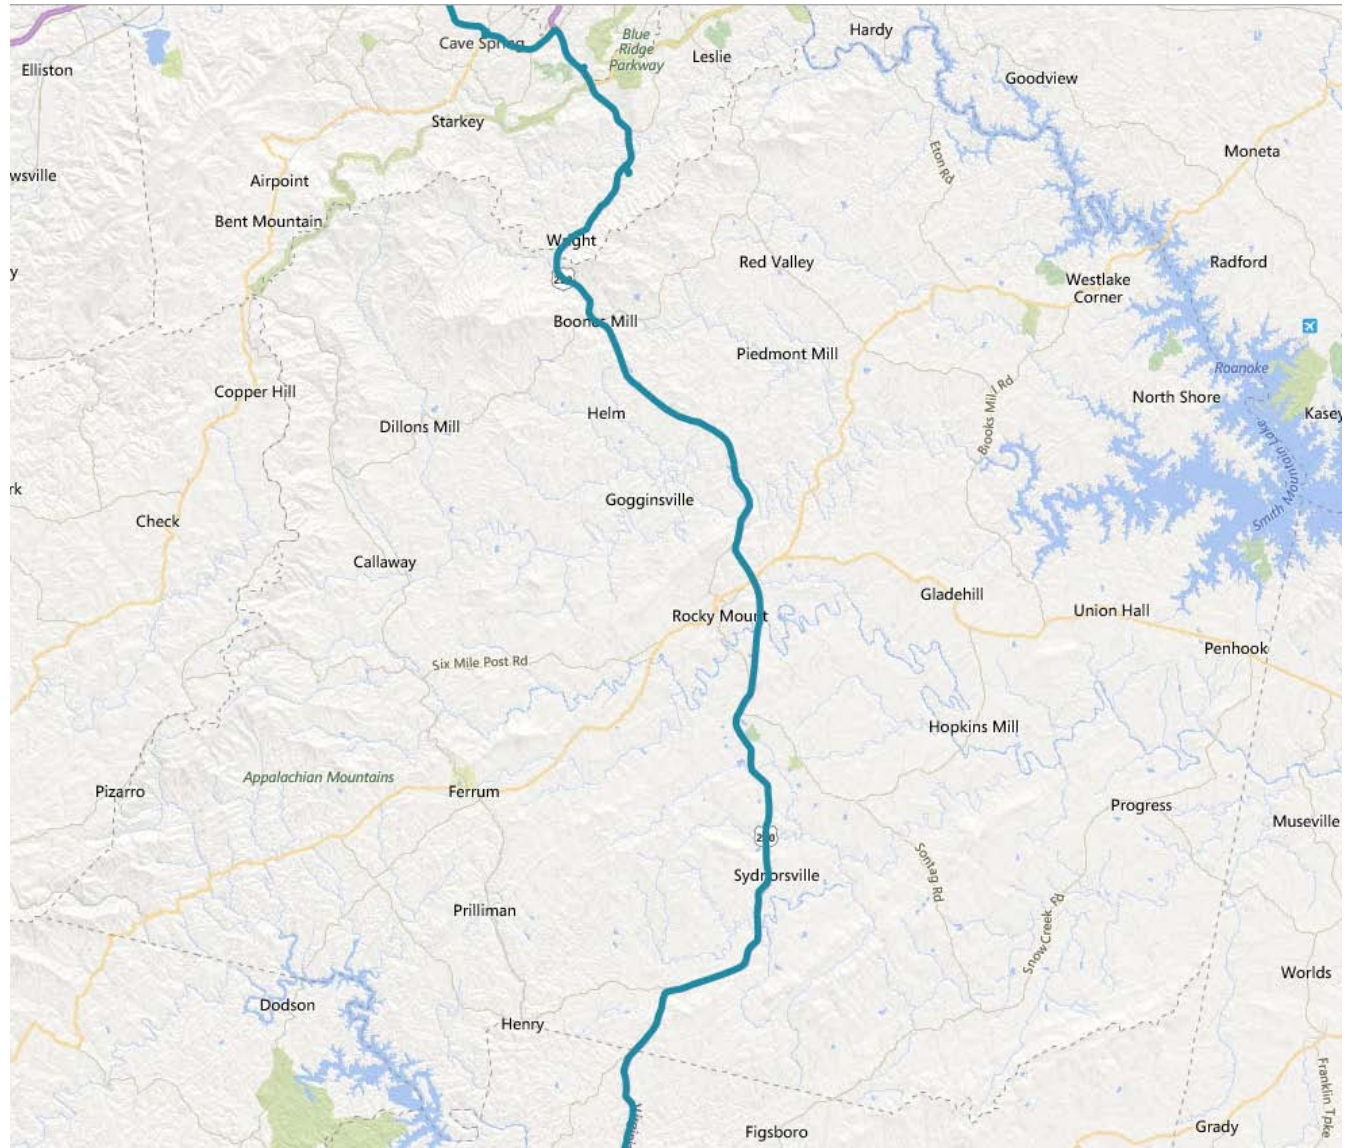 Hardy
Blue
Ridge
Parkway
Cave Spring
Leslie
Elliston
Goodview
Starkey
Moneta
Eton Rd
wsville
Airpoint
Bent Mountain
Wright
Red Valley
Radford
y
Westlake
Corner
Boones Mill
Piedmont Mill
Roanoke
Copper Hill
North Shore
Brooks Mill Rd
Helm
Kasey
Dillons Mill
Smith Mountain Lake
rk
Gogginsville
Check
Callaway
Gladehill
Rocky Mount
Union Hall
Penhook
Six Mile Post Rd
Hopkins Mill
Appalachian Mountains
Pizarro
Ferrum
Progress
Museville
Sydnorsville
Sontag Rd
Prilliman
Snow Creek Rd
Worlds
Dodson
Henry
Franklin Tpke
Grady
Figsboro